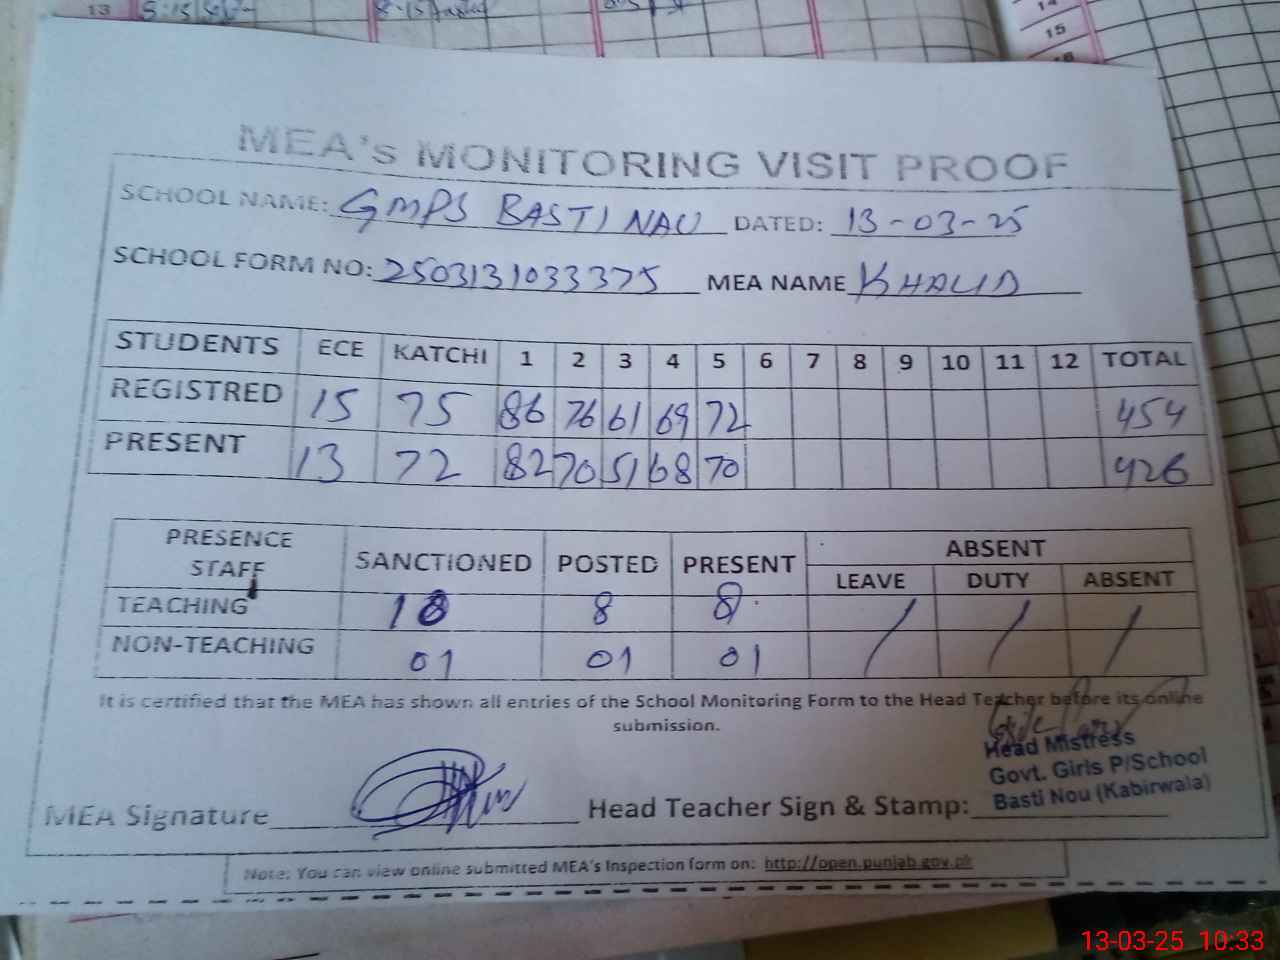 13
14
15
16
MEA's MONITORING VISIT PROOF
SCHOOL NAME: GMPS BASTI NAU DATED: 13-03-25
SCHOOL FORM NO: 2503131033375 MEA NAME KHALID
STUDENTS ECE KATCHI 1 2 3 4 5 6 7 8 9 10 11 12 TOTAL
REGISTRED 15 75 86 76 61 69 72 454
PRESENT 13 72 82 70 51 68 70 426
PRESENCE STAFF SANCTIONED POSTED PRESENT ABSENT
LEAVE DUTY ABSENT
TEACHING 8 8
NON-TEACHING 01 01 01
It is certified that the MEA has shown all entries of the School Monitoring Form to the Head Teacher before its online
submission.
Head Mistress
Govt. Girls P/School
Basti Nou (Kabirwala)
MEA Signature Head Teacher Sign & Stamp:
Note: You can view online submitted MEA's Inspection form on: http://open.punjab.gov.pk
13-03-25 10:33